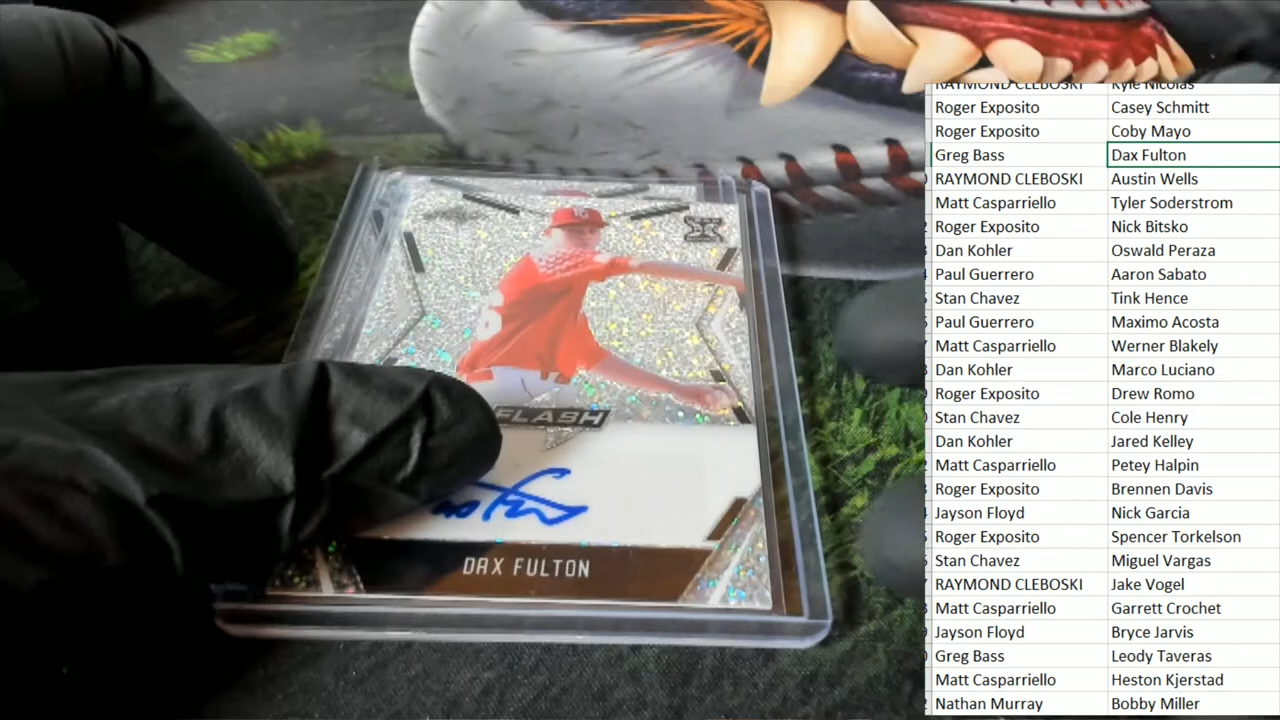 RAYMOND CLEBOSKI Kyle Nicolas
Roger Exposito Casey Schmitt
Roger Exposito Coby Mayo
Greg Bass Dax Fulton
RAYMOND CLEBOSKI Austin Wells
Matt Casparriello Tyler Soderstrom
Roger Exposito Nick Bitsko
Dan Kohler Oswald Peraza
Paul Guerrero Aaron Sabato
Stan Chavez Tink Hence
Paul Guerrero Maximo Acosta
Matt Casparriello Werner Blakely
Dan Kohler Marco Luciano
Roger Exposito Drew Romo
Stan Chavez Cole Henry
Dan Kohler Jared Kelley
Matt Casparriello Petey Halpin
Roger Exposito Brennen Davis
Jayson Floyd Nick Garcia
Roger Exposito Spencer Torkelson
Stan Chavez Miguel Vargas
RAYMOND CLEBOSKI Jake Vogel
Matt Casparriello Garrett Crochet
Jayson Floyd Bryce Jarvis
Greg Bass Leody Taveras
Matt Casparriello Heston Kjerstad
Nathan Murray Bobby Miller
FLASH
DAX FULTON